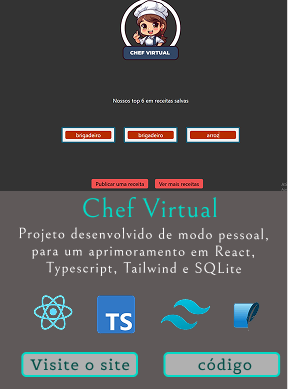 CHEF VIRTUAL
Nossos top 6 em receitas salvas
brigadeiro brigadeiro arroz
Publicar uma receita Ver mais receitas
Chef Virtual
Projeto desenvolvido de modo pessoal,
para um aprimoramento em React,
Typescript, Tailwind e SQLite
TS
Visite o site código